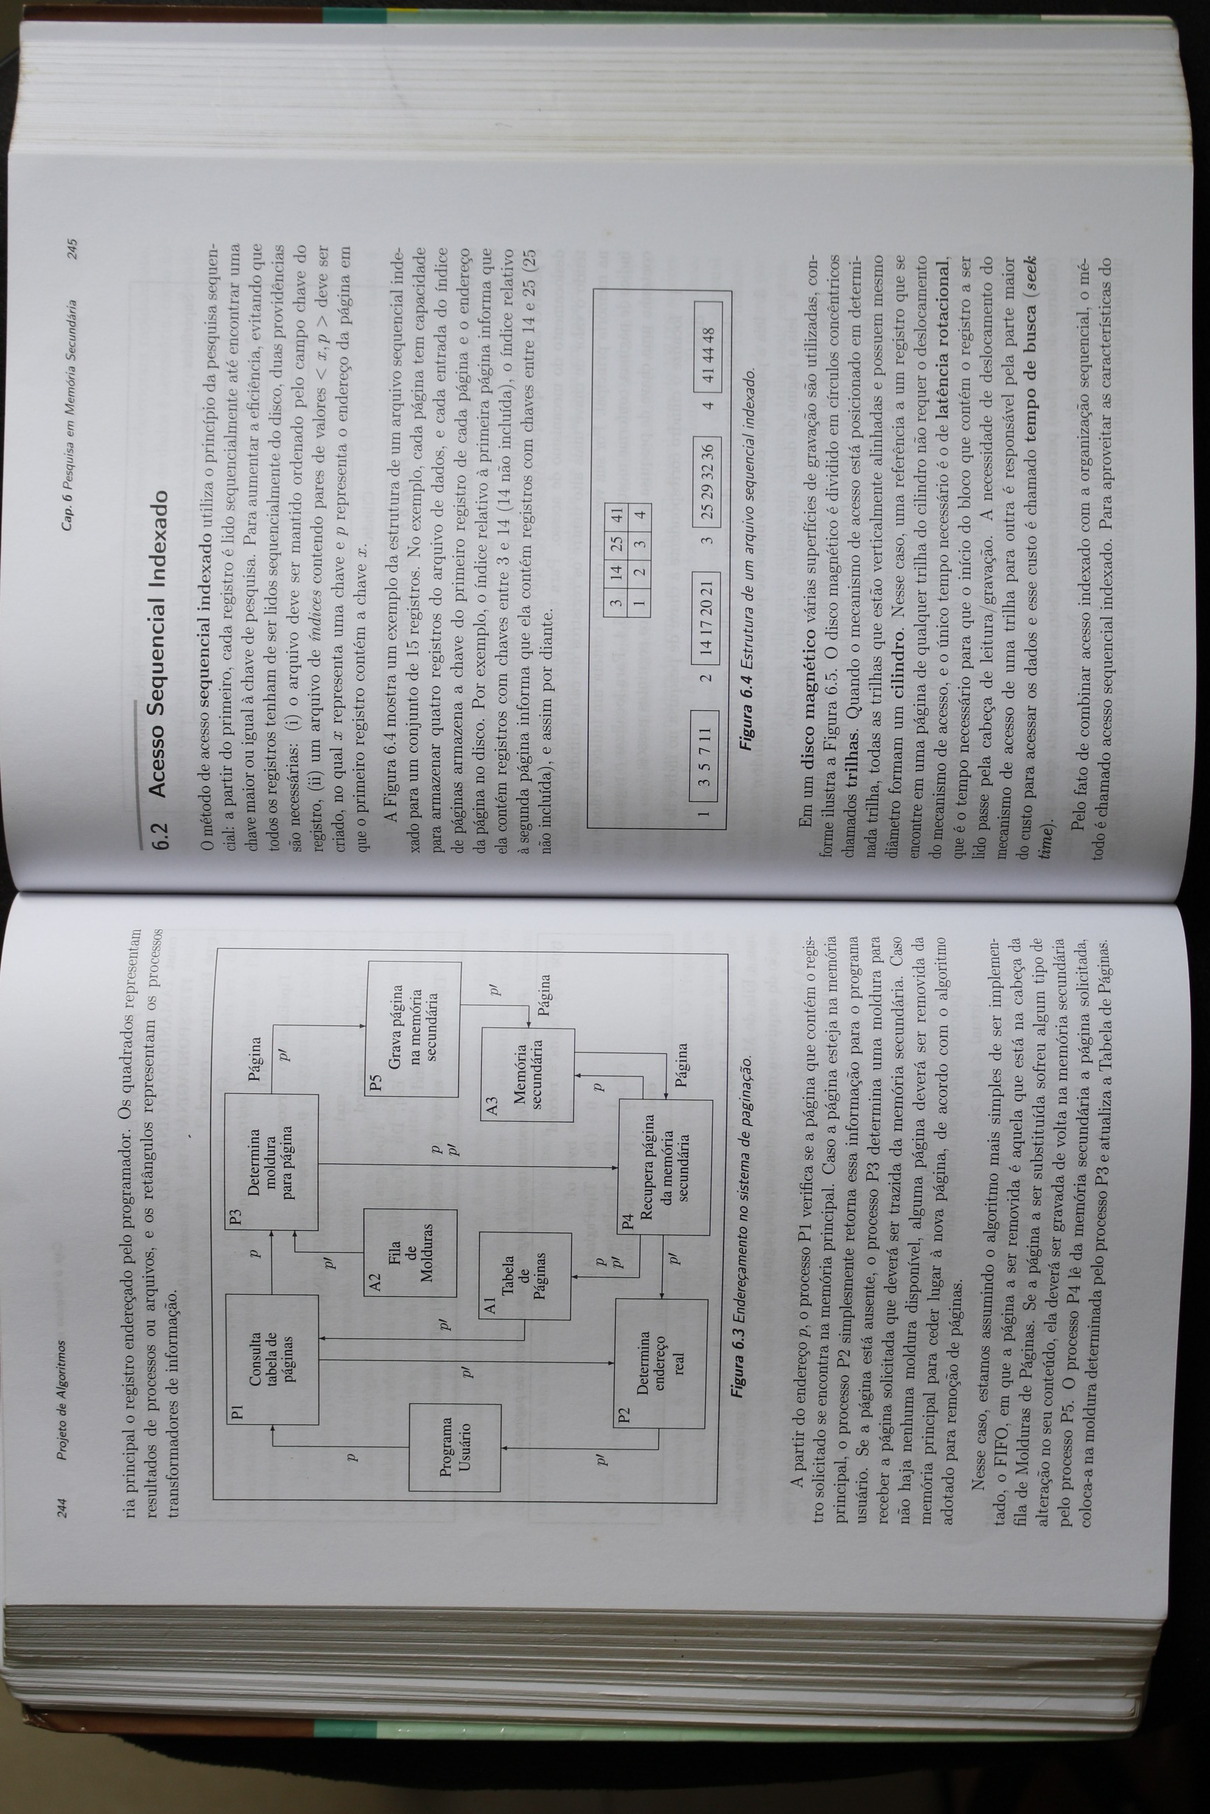 244 Projeto de Algoritmos
ria principal o registro endereçado pelo programador. Os quadrados representam
resultados de processos ou arquivos, e os retângulos representam os processos
transformadores de informação.
P1
Consulta
tabela de
páginas
p
P3
Determina
moldura
para página
Página
p′
p′
p
A2
Fila
de
Molduras
P5
Grava página
na memória
secundária
Programa
Usuário
p′
p′
p
p′
A1
Tabela
de
Páginas
A3
Memória
secundária
p′
Página
p′
p
p′
p
P2
Determina
endereço
real
p′
P4
Recupera página
da memória
secundária
Página
Figura 6.3 Endereçamento no sistema de paginação.
A partir do endereço p, o processo P1 verifica se a página que contém o regis-
tro solicitado se encontra na memória principal. Caso a página esteja na memória
principal, o processo P2 simplesmente retorna essa informação para o programa
usuário. Se a página está ausente, o processo P3 determina uma moldura para
receber a página solicitada que deverá ser trazida da memória secundária. Caso
não haja nenhuma moldura disponível, alguma página deverá ser removida da
memória principal para ceder lugar à nova página, de acordo com o algoritmo
adotado para remoção de páginas.
Nesse caso, estamos assumindo o algoritmo mais simples de ser implemen-
tado, o FIFO, em que a página a ser removida é aquela que está na cabeça da
fila de Molduras de Páginas. Se a página a ser substituída sofreu algum tipo de
alteração no seu conteúdo, ela deverá ser gravada de volta na memória secundária
pelo processo P5. O processo P4 lê da memória secundária a página solicitada,
coloca-a na moldura determinada pelo processo P3 e atualiza a Tabela de Páginas.
Cap. 6 Pesquisa em Memória Secundária 245
6.2 Acesso Sequencial Indexado
O método de acesso sequencial indexado utiliza o princípio da pesquisa sequen-
cial: a partir do primeiro, cada registro é lido sequencialmente até encontrar uma
chave maior ou igual à chave de pesquisa. Para aumentar a eficiência, evitando que
todos os registros tenham de ser lidos sequencialmente do disco, duas providências
são necessárias: (i) o arquivo deve ser mantido ordenado pelo campo chave do
registro, (ii) um arquivo de índices contendo pares de valores < x, p > deve ser
criado, no qual x representa uma chave e p representa o endereço da página em
que o primeiro registro contém a chave x.
A Figura 6.4 mostra um exemplo da estrutura de um arquivo sequencial inde-
xado para um conjunto de 15 registros. No exemplo, cada página tem capacidade
para armazenar quatro registros do arquivo de dados, e cada entrada do índice
de páginas armazena a chave do primeiro registro de cada página e o endereço
da página no disco. Por exemplo, o índice relativo à primeira página informa que
ela contém registros com chaves entre 3 e 14 (14 não incluída), o índice relativo
à segunda página informa que ela contém registros com chaves entre 14 e 25 (25
não incluída), e assim por diante.
3 14 25 41
1 2 3 4
1 3 5 7 11 2 14 17 20 21 3 25 29 32 36 4 41 44 48
Figura 6.4 Estrutura de um arquivo sequencial indexado.
Em um disco magnético várias superfícies de gravação são utilizadas, con-
forme ilustra a Figura 6.5. O disco magnético é dividido em círculos concêntricos
chamados trilhas. Quando o mecanismo de acesso está posicionado em determi-
nada trilha, todas as trilhas que estão verticalmente alinhadas e possuem mesmo
diâmetro formam um cilindro. Nesse caso, uma referência a um registro que se
encontre em uma página de qualquer trilha do cilindro não requer o deslocamento
do mecanismo de acesso, e o único tempo necessário é o de latência rotacional,
que é o tempo necessário para que o início do bloco que contém o registro a ser
lido passe pela cabeça de leitura/gravação. A necessidade de deslocamento do
mecanismo de acesso de uma trilha para outra é responsável pela parte maior
do custo para acessar os dados e esse custo é chamado tempo de busca (seek
time).
Pelo fato de combinar acesso indexado com a organização sequencial, o mé-
todo é chamado acesso sequencial indexado. Para aproveitar as características do